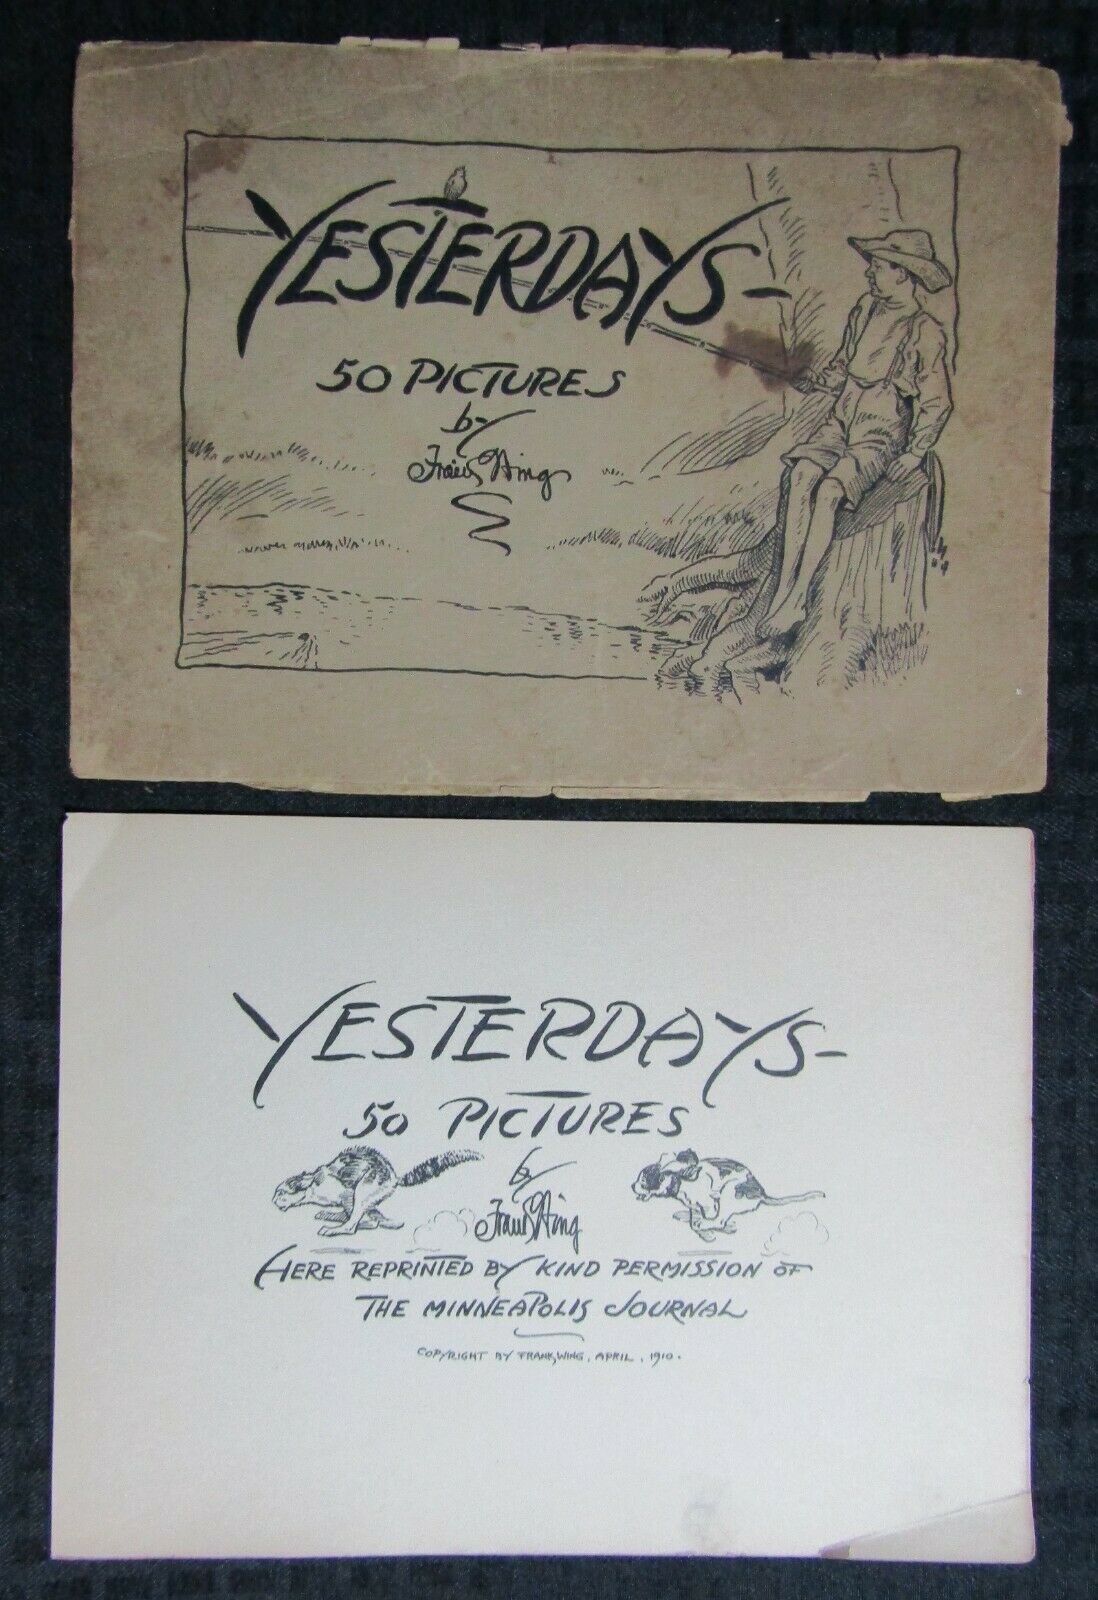 YESTERDAYS-
50 PICTURES
by
Frank Wing
YESTERDAYS-
50 PICTURES
by
Frank Wing
HERE REPRINTED BY KIND PERMISSION OF
THE MINNEAPOLIS JOURNAL
COPYRIGHT BY FRANK WING, APRIL, 1910.